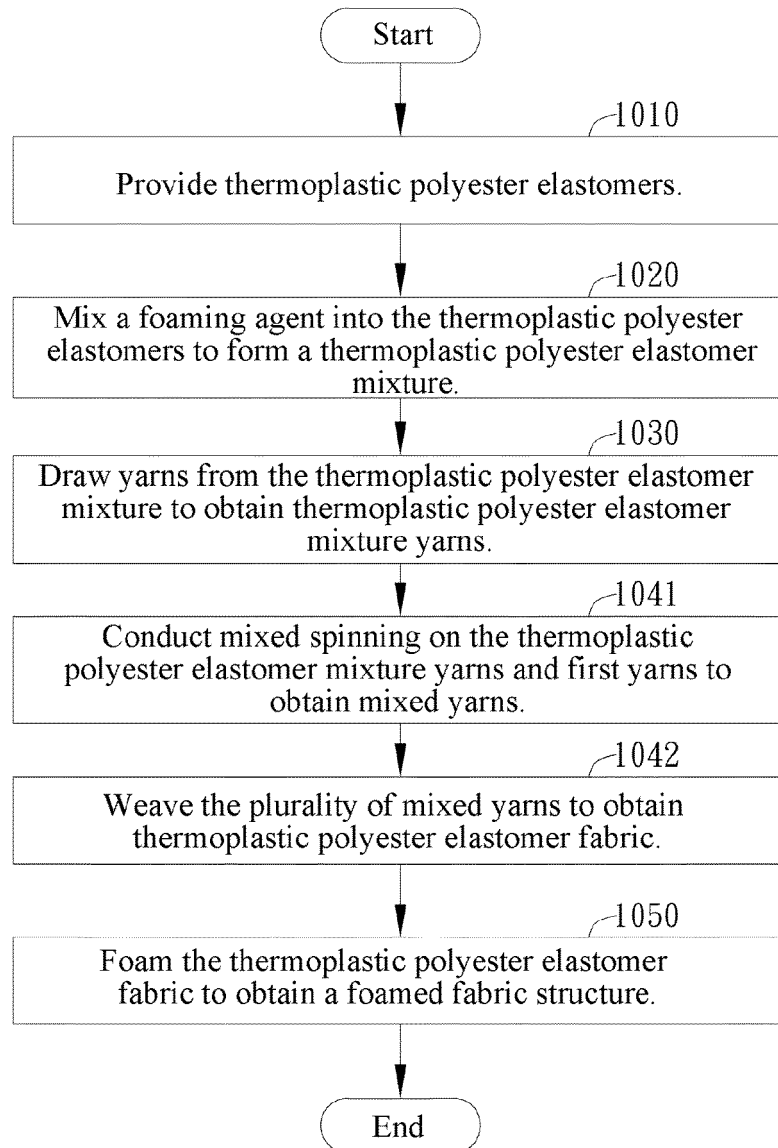 Start
1010
Provide thermoplastic polyester elastomers.
1020
Mix a foaming agent into the thermoplastic polyester
elastomers to form a thermoplastic polyester elastomer
mixture.
1030
Draw yarns from the thermoplastic polyester elastomer
mixture to obtain thermoplastic polyester elastomer
mixture yarns.
1041
Conduct mixed spinning on the thermoplastic
polyester elastomer mixture yarns and first yarns to
obtain mixed yarns.
1042
Weave the plurality of mixed yarns to obtain
thermoplastic polyester elastomer fabric.
1050
Foam the thermoplastic polyester elastomer
fabric to obtain a foamed fabric structure.
End